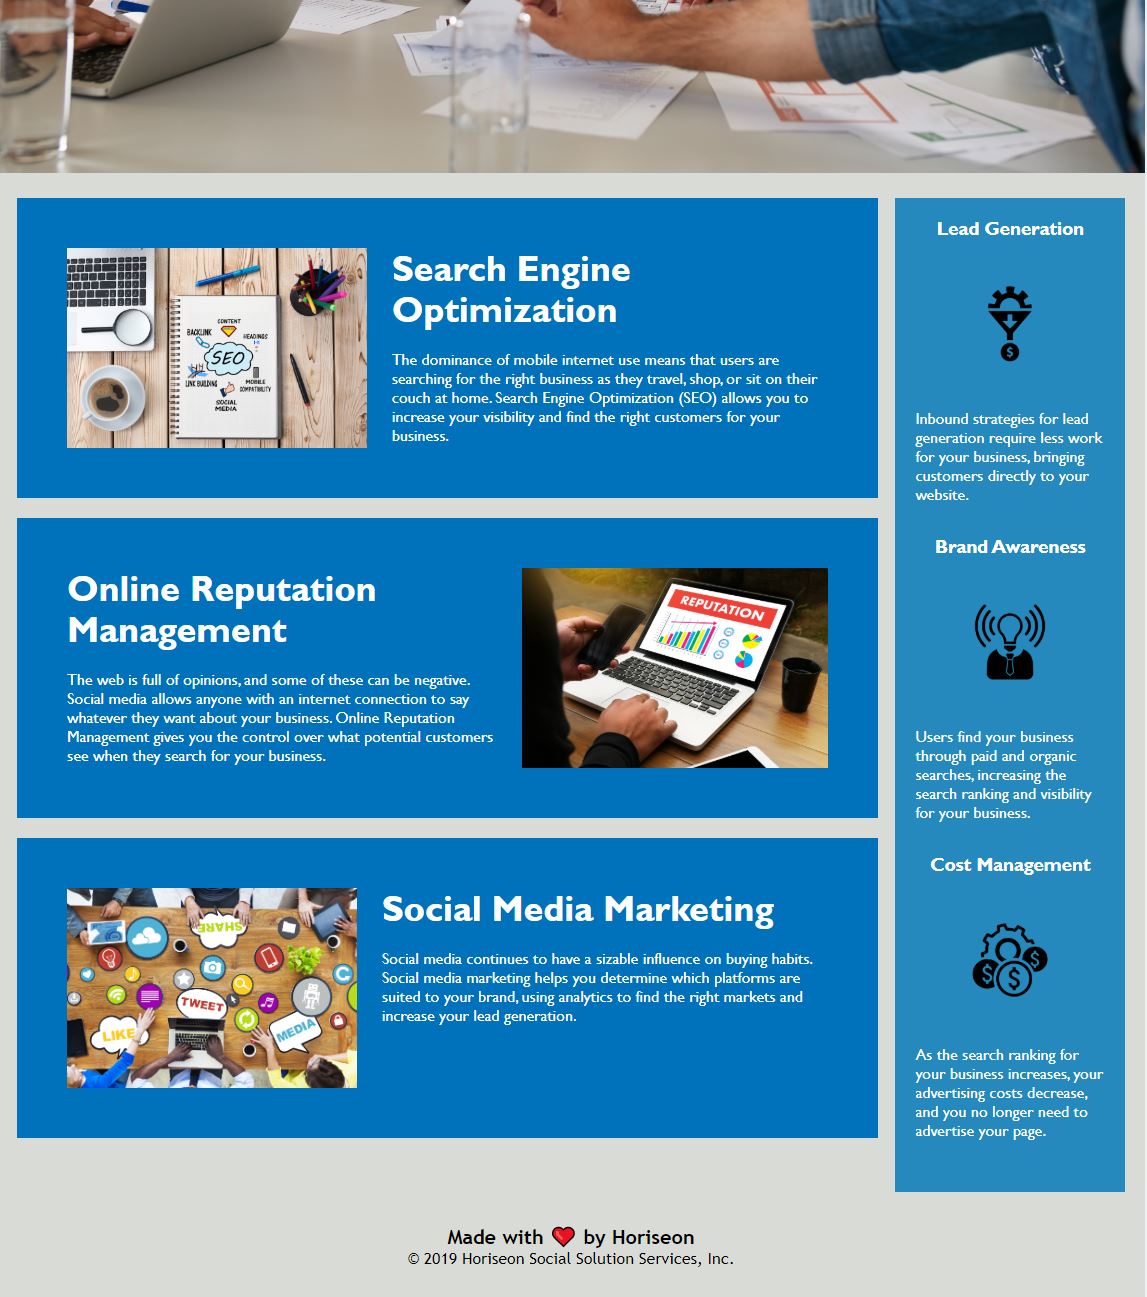 Search Engine
Optimization
The dominance of mobile internet use means that users are
searching for the right business as they travel, shop, or sit on their
couch at home. Search Engine Optimization (SEO) allows you to
increase your visibility and find the right customers for your
business.
CONTENT
BACKLINK
HEADINGS
SEO
LINK BUILDING
MOBILE
COMPATIBILITY
SOCIAL
MEDIA
Online Reputation
Management
The web is full of opinions, and some of these can be negative.
Social media allows anyone with an internet connection to say
whatever they want about your business. Online Reputation
Management gives you the control over what potential customers
see when they search for your business.
REPUTATION
Social Media Marketing
Social media continues to have a sizable influence on buying habits.
Social media marketing helps you determine which platforms are
suited to your brand, using analytics to find the right markets and
increase your lead generation.
SHARE
TWEET
LIKE
MEDIA
Lead Generation
$
Inbound strategies for lead
generation require less work
for your business, bringing
customers directly to your
website.
Brand Awareness
Users find your business
through paid and organic
searches, increasing the
search ranking and visibility
for your business.
Cost Management
$ $ $
As the search ranking for
your business increases, your
advertising costs decrease,
and you no longer need to
advertise your page.
Made with ❤️ by Horiseon
© 2019 Horiseon Social Solution Services, Inc.